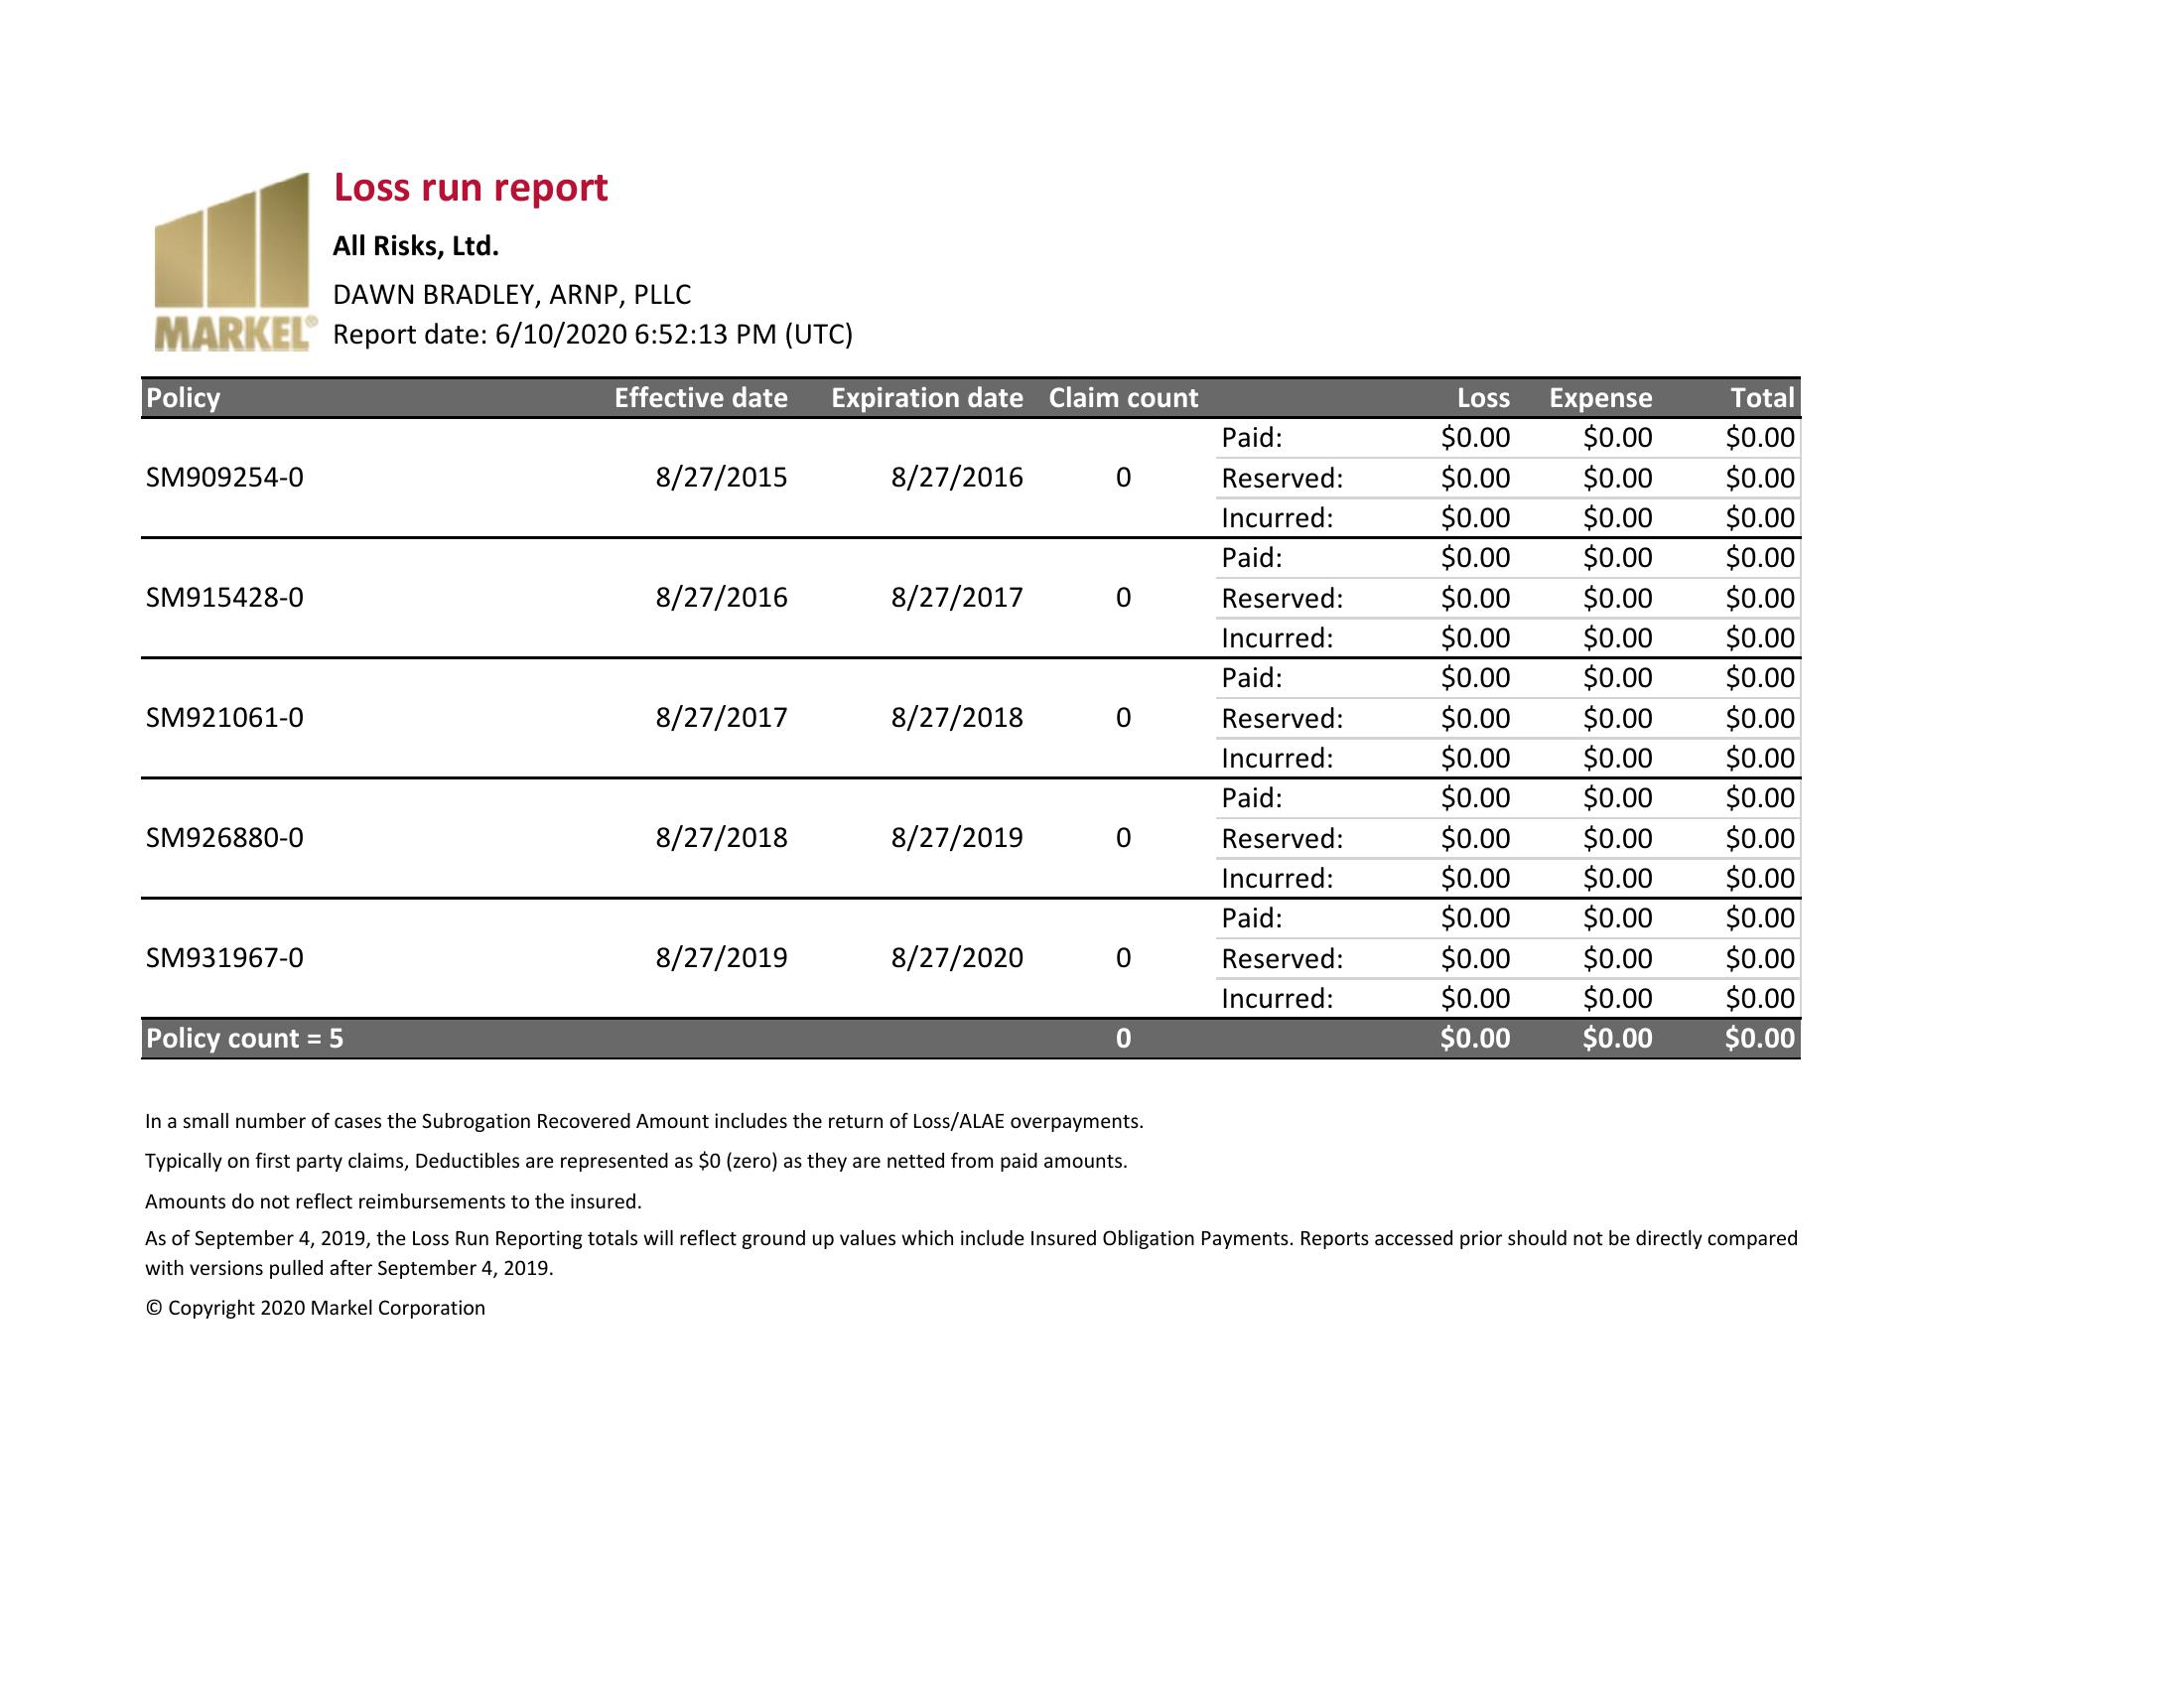 Loss run report
All Risks, Ltd.
DAWN BRADLEY, ARNP, PLLC
MARKEL® Report date: 6/10/2020 6:52:13 PM (UTC)
Policy Effective date Expiration date Claim count Loss Expense Total
Paid: $0.00 $0.00 $0.00
SM909254-0 8/27/2015 8/27/2016 0 Reserved: $0.00 $0.00 $0.00
Incurred: $0.00 $0.00 $0.00
Paid: $0.00 $0.00 $0.00
SM915428-0 8/27/2016 8/27/2017 0 Reserved: $0.00 $0.00 $0.00
Incurred: $0.00 $0.00 $0.00
Paid: $0.00 $0.00 $0.00
SM921061-0 8/27/2017 8/27/2018 0 Reserved: $0.00 $0.00 $0.00
Incurred: $0.00 $0.00 $0.00
Paid: $0.00 $0.00 $0.00
SM926880-0 8/27/2018 8/27/2019 0 Reserved: $0.00 $0.00 $0.00
Incurred: $0.00 $0.00 $0.00
Paid: $0.00 $0.00 $0.00
SM931967-0 8/27/2019 8/27/2020 0 Reserved: $0.00 $0.00 $0.00
Incurred: $0.00 $0.00 $0.00
Policy count = 5 0 $0.00 $0.00 $0.00
In a small number of cases the Subrogation Recovered Amount includes the return of Loss/ALAE overpayments.
Typically on first party claims, Deductibles are represented as $0 (zero) as they are netted from paid amounts.
Amounts do not reflect reimbursements to the insured.
As of September 4, 2019, the Loss Run Reporting totals will reflect ground up values which include Insured Obligation Payments. Reports accessed prior should not be directly compared
with versions pulled after September 4, 2019.
© Copyright 2020 Markel Corporation